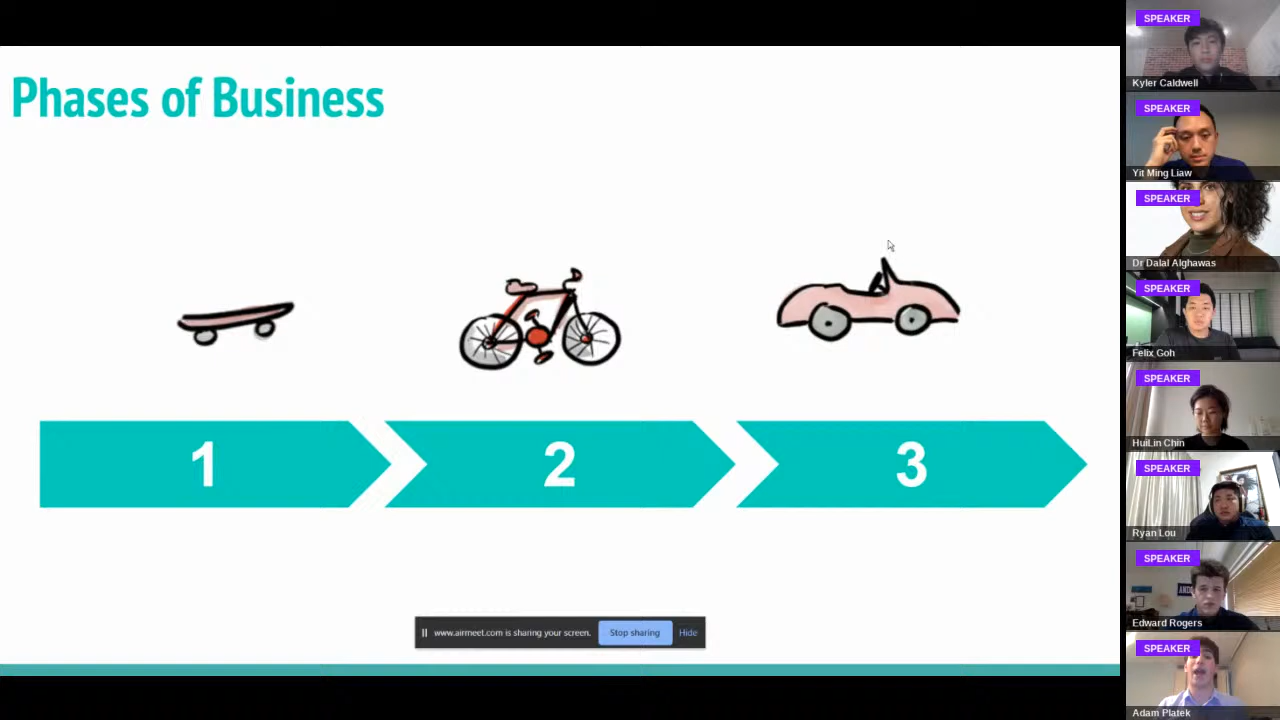 Phases of Business
1
2
3
www.airmeet.com is sharing your screen. Stop sharing Hide
SPEAKER
Kyler Caldwell
SPEAKER
Yit Ming Liaw
SPEAKER
Dr Dalal Alghawas
SPEAKER
Felix Goh
SPEAKER
HuiLin Chin
SPEAKER
Ryan Lou
SPEAKER
Edward Rogers
SPEAKER
Adam Platek